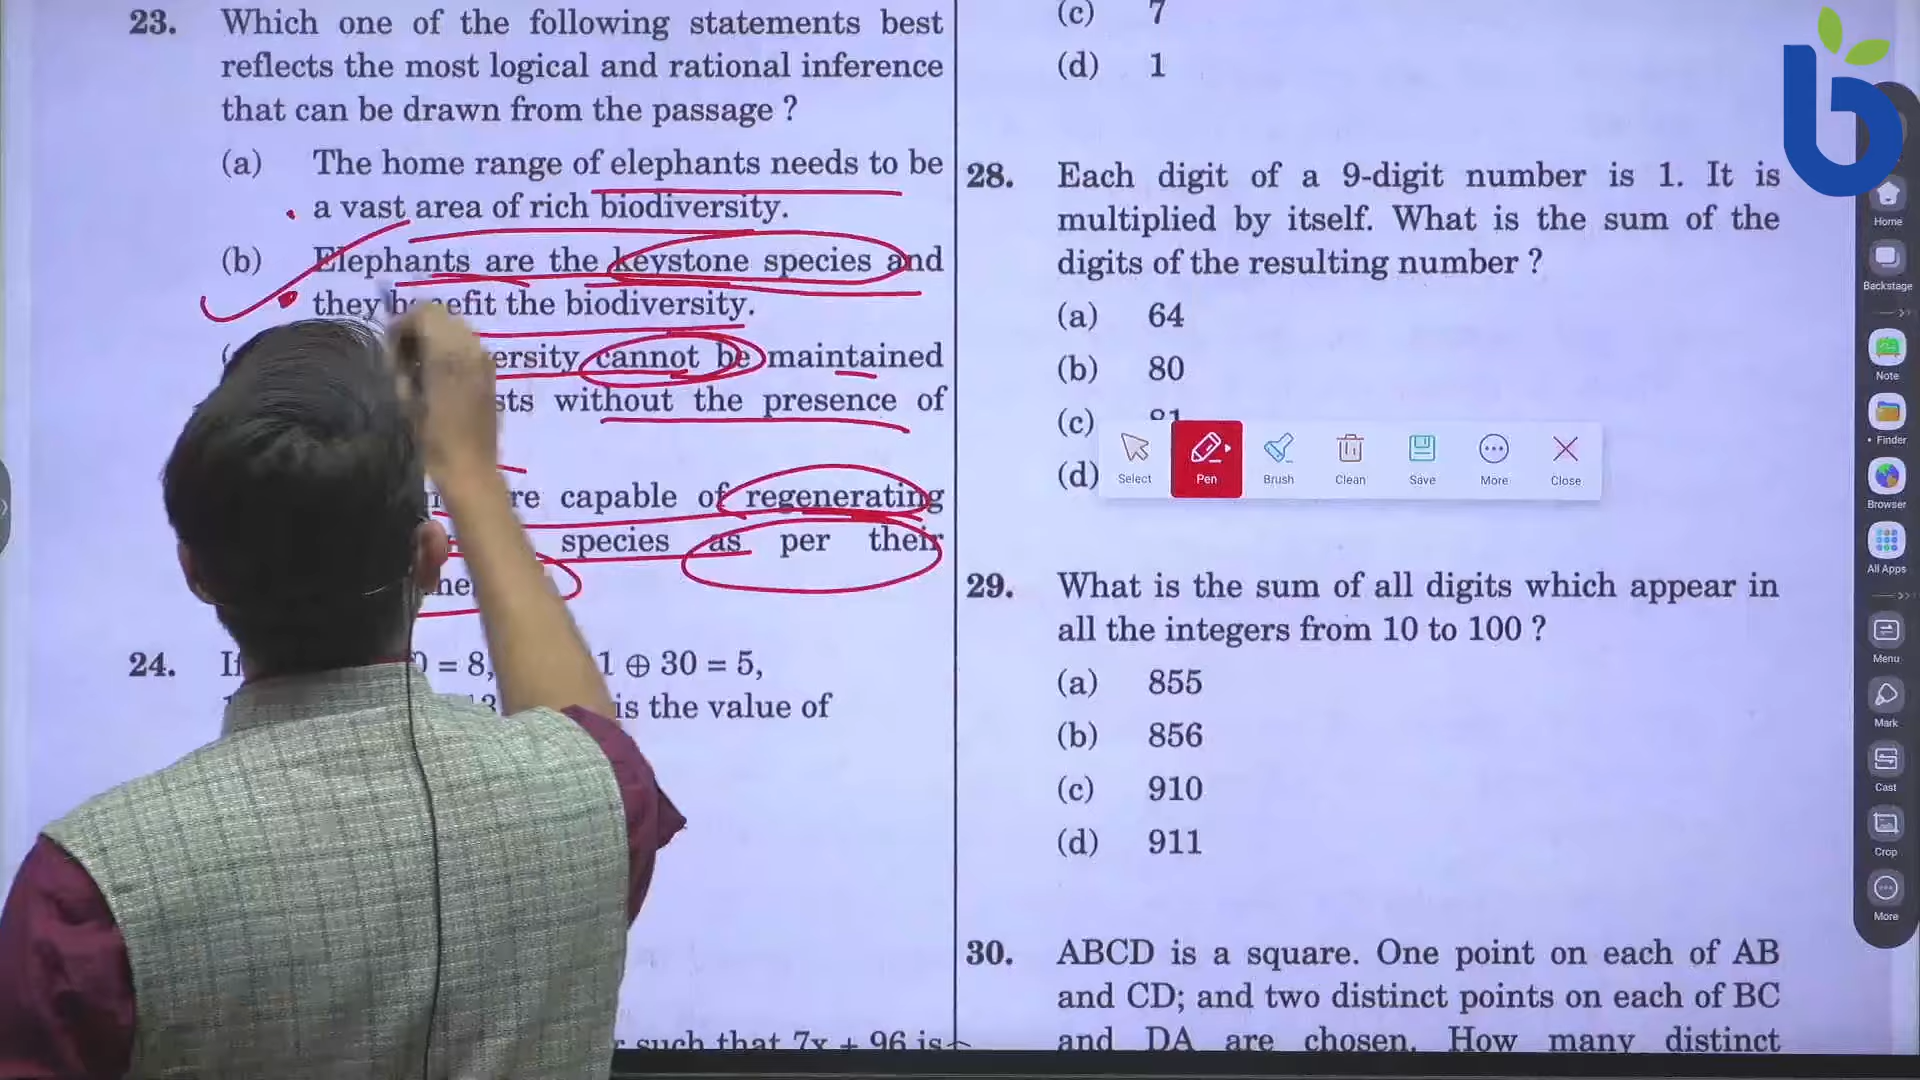 23. Which one of the following statements best
reflects the most logical and rational inference
that can be drawn from the passage ?
(a) The home range of elephants needs to be
a vast area of rich biodiversity.
(b) Elephants are the keystone species and
they benefit the biodiversity.
cannot be maintained
without the presence of
capable of regenerating
species as per their
24. = 8, 1 ⊕ 30 = 5,
is the value of
such that 7x + 96 is
(c) 7
(d) 1
28. Each digit of a 9-digit number is 1. It is
multiplied by itself. What is the sum of the
digits of the resulting number ?
(a) 64
(b) 80
(c) 81
(d)
Select Pen Brush Clean Save More Close
29. What is the sum of all digits which appear in
all the integers from 10 to 100 ?
(a) 855
(b) 856
(c) 910
(d) 911
30. ABCD is a square. One point on each of AB
and CD; and two distinct points on each of BC
and DA are chosen. How many distinct
b
Home
Backstage
Note
Finder
Browser
All Apps
Menu
Mark
Cast
Crop
More